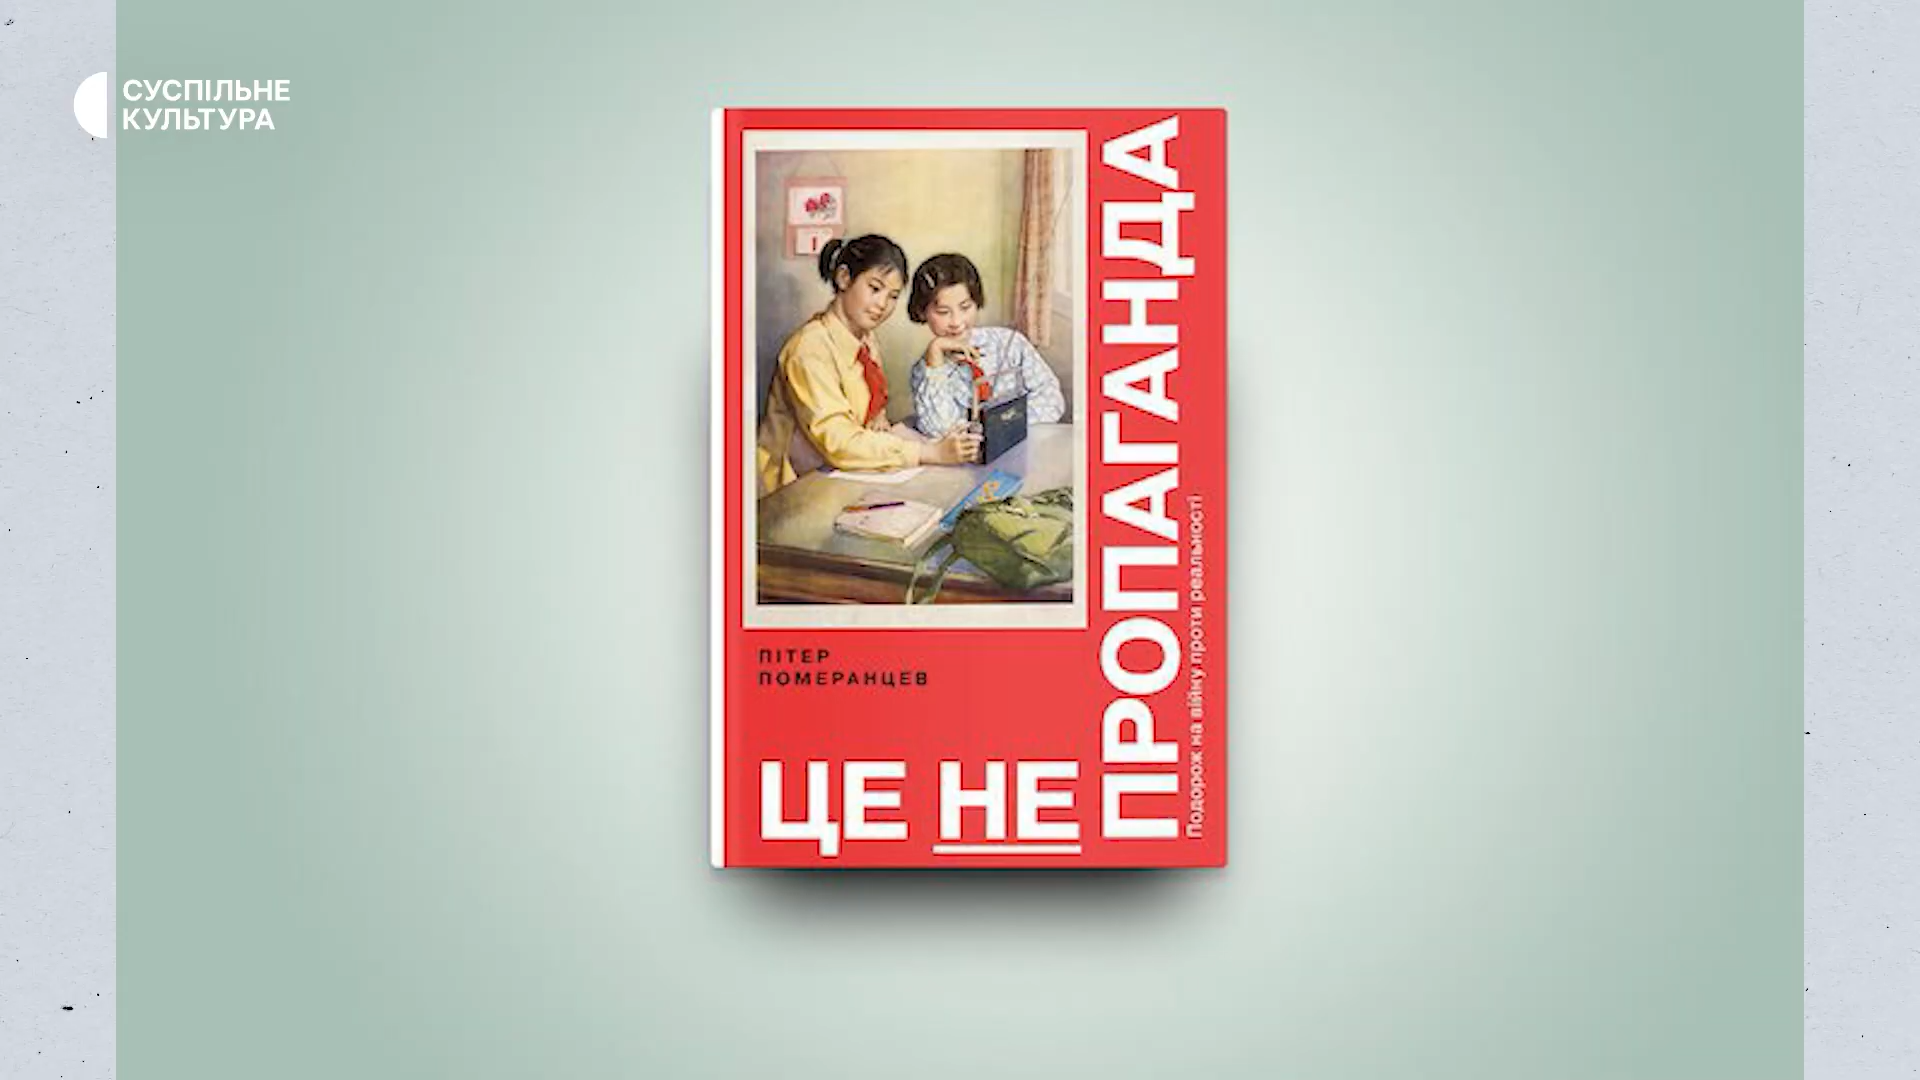 СУСПІЛЬНЕ
КУЛЬТУРА
ПІТЕР
ПОМЕРАНЦЕВ
ЦЕ НЕ
ПРОПАГАНДА
Подорож на війну проти реальності